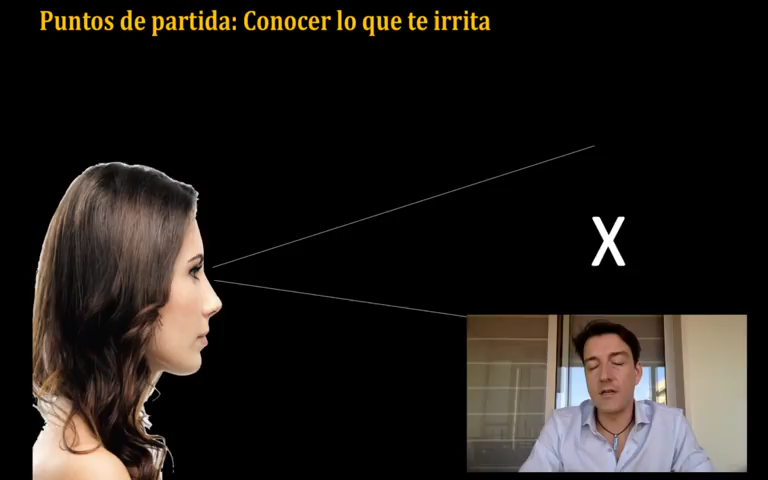 Puntos de partida: Conocer lo que te irrita
X